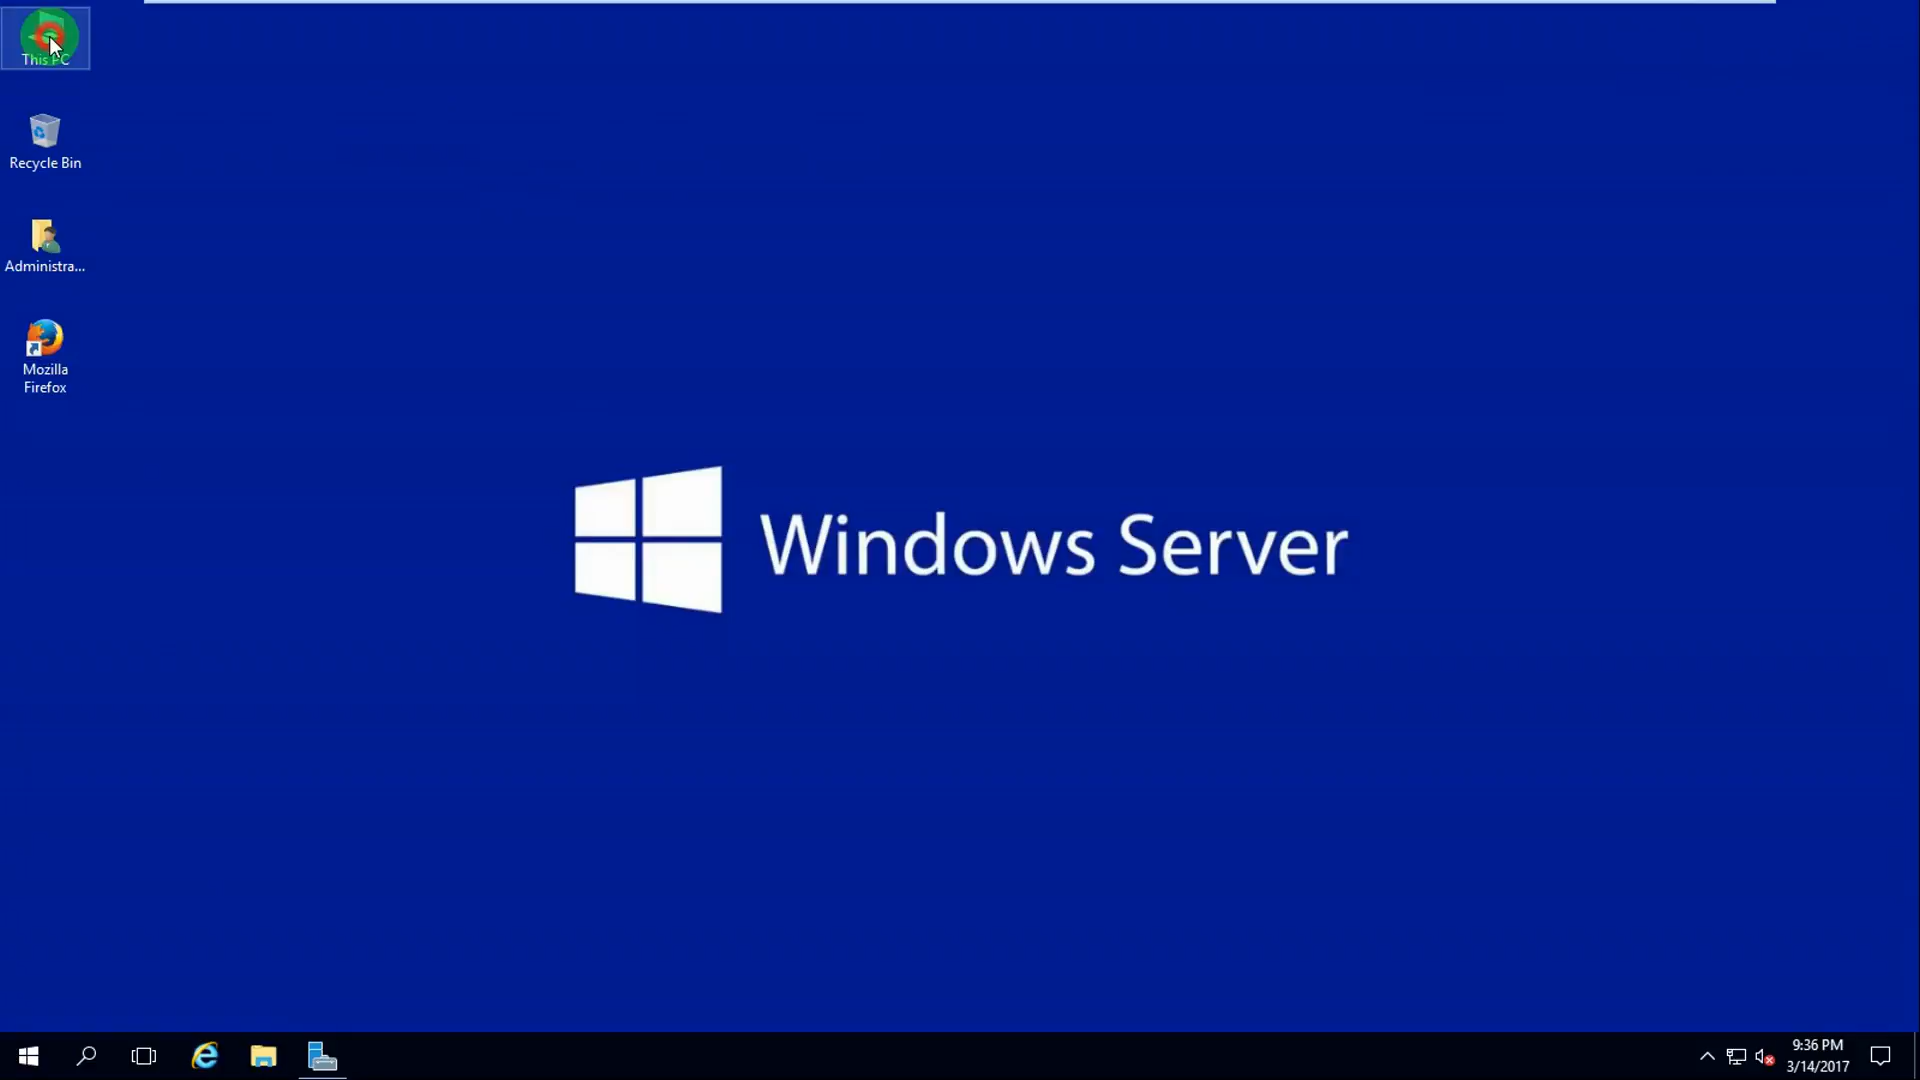 This PC
Recycle Bin
Administra...
Mozilla
Firefox
Windows Server
9:36 PM
3/14/2017